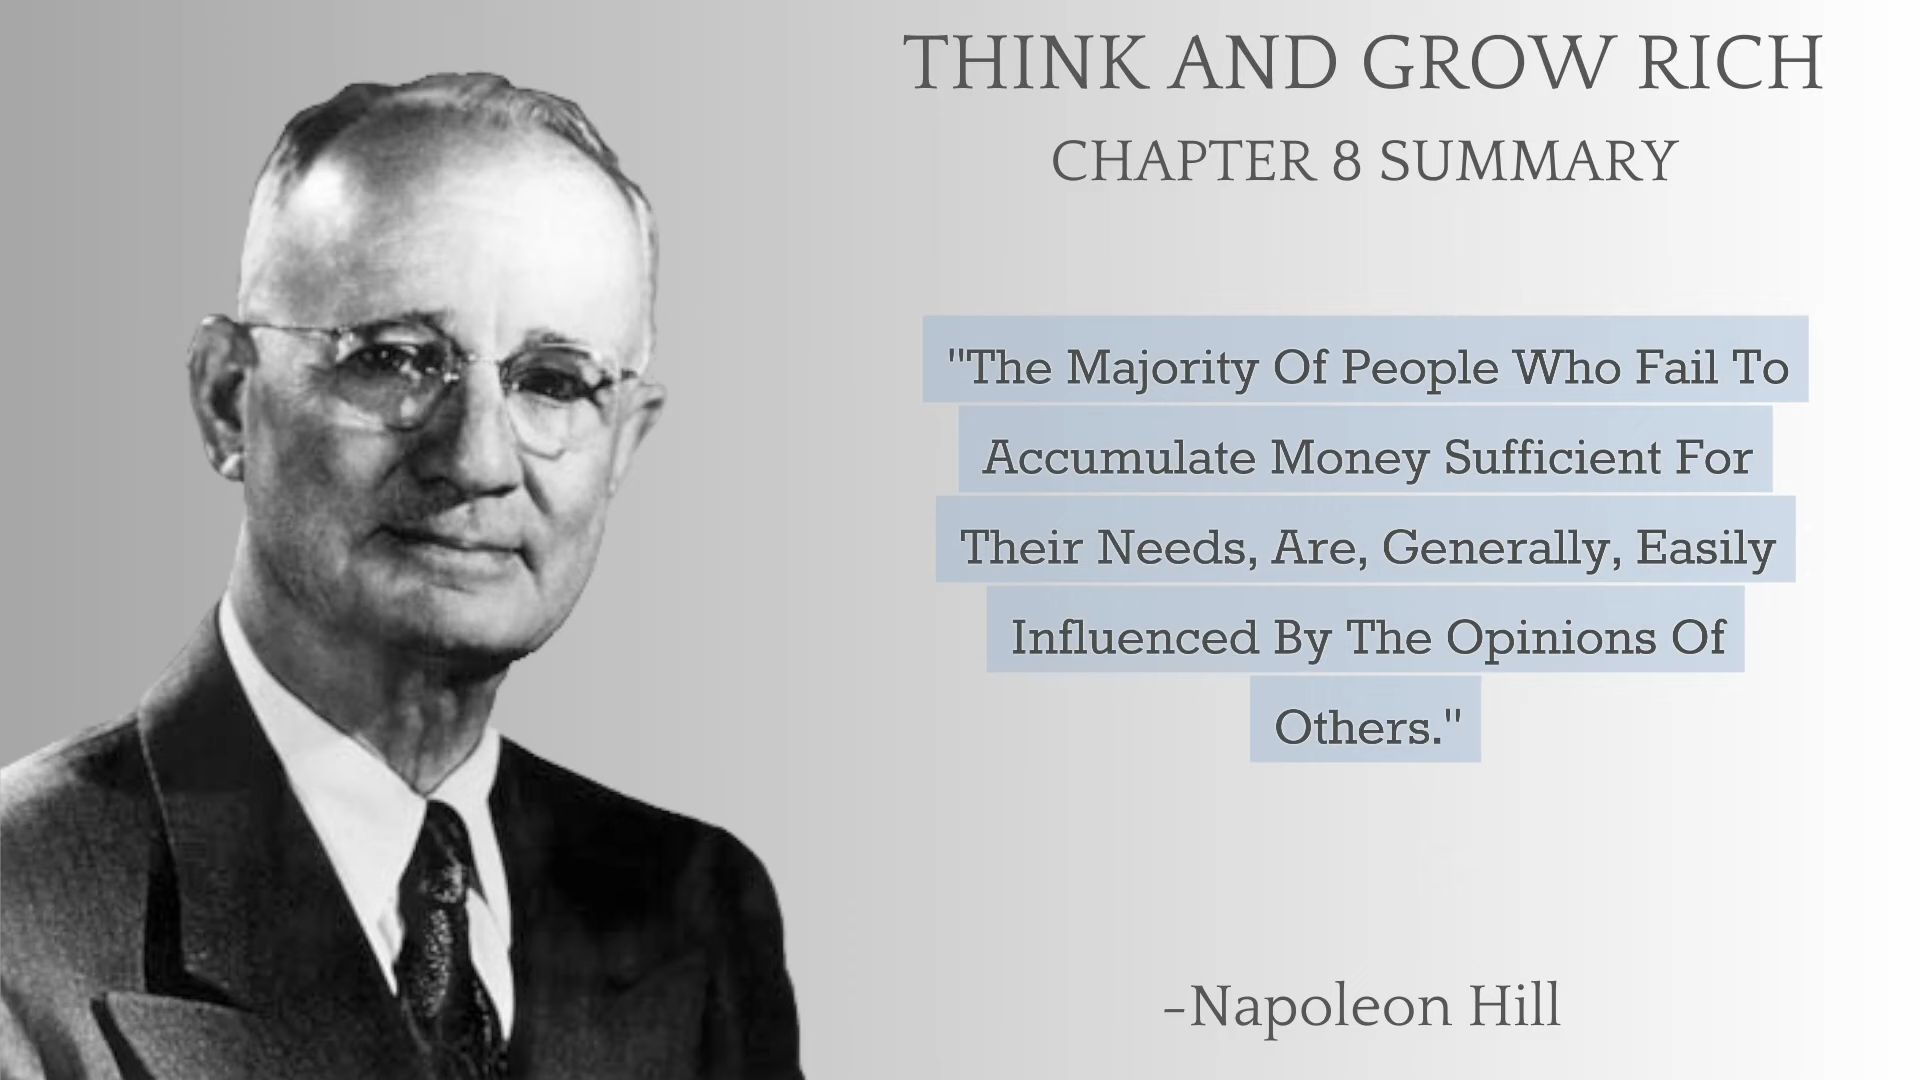 THINK AND GROW RICH
CHAPTER 8 SUMMARY
"The Majority Of People Who Fail To
Accumulate Money Sufficient For
Their Needs, Are, Generally, Easily
Influenced By The Opinions Of
Others."
-Napoleon Hill